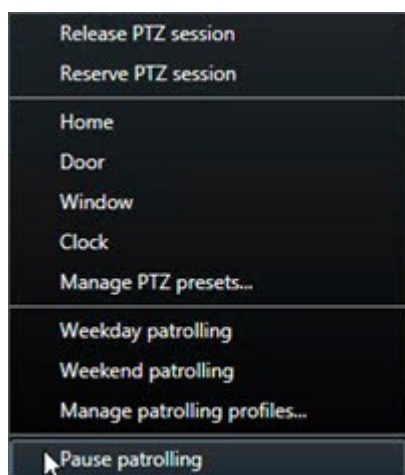 Release PTZ session
Reserve PTZ session
Home
Door
Window
Clock
Manage PTZ presets...
Weekday patrolling
Weekend patrolling
Manage patrolling profiles...
Pause patrolling